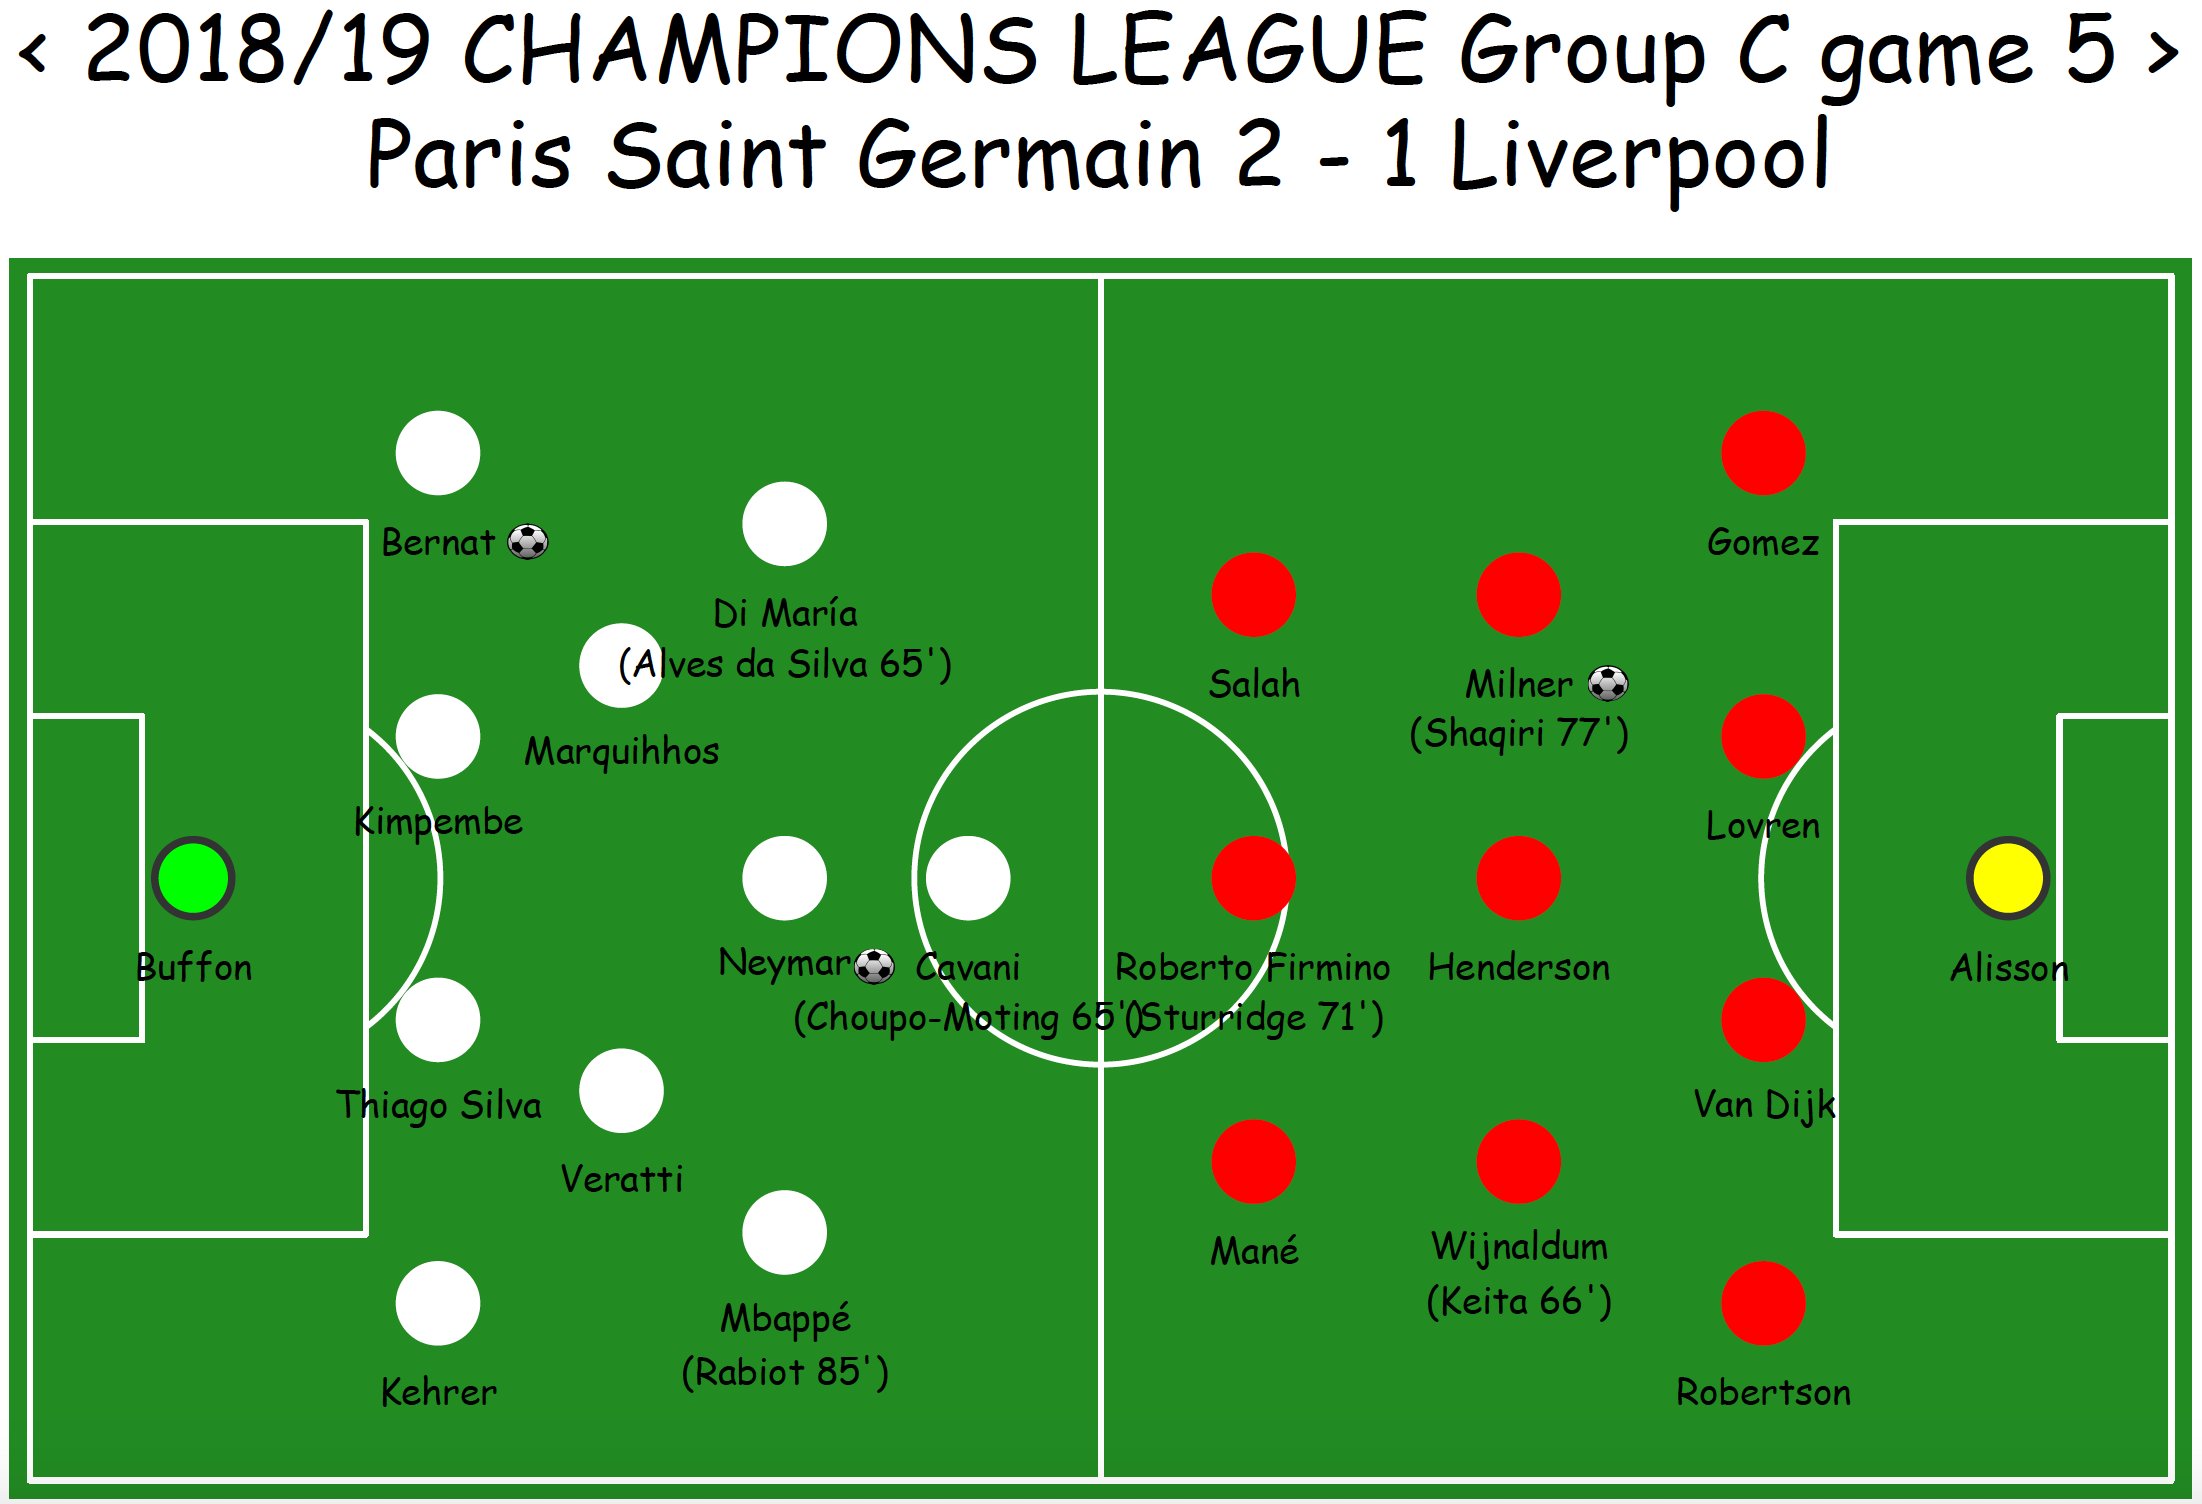 < 2018/19 CHAMPIONS LEAGUE Group C game 5 >
Paris Saint Germain 2 - 1 Liverpool
Bernat
Gomez
Di María
(Alves da Silva 65')
Salah
Milner
(Shaqiri 77')
Marquihhos
Kimpembe
Lovren
Buffon
Neymar
Cavani
(Choupo-Moting 65')
Roberto Firmino
(Sturridge 71')
Henderson
Alisson
Thiago Silva
Van Dijk
Veratti
Mané
Wijnaldum
(Keita 66')
Mbappé
(Rabiot 85')
Kehrer
Robertson